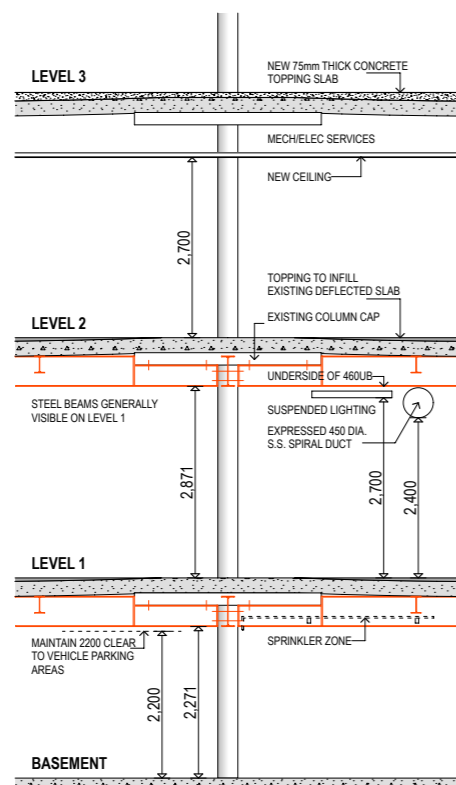 LEVEL 3
NEW 75mm THICK CONCRETE
TOPPING SLAB
MECH/ELEC SERVICES
NEW CEILING
2,700
TOPPING TO INFILL
EXISTING DEFLECTED SLAB
LEVEL 2
EXISTING COLUMN CAP
UNDERSIDE OF 460UB
STEEL BEAMS GENERALLY
VISIBLE ON LEVEL 1
SUSPENDED LIGHTING
EXPRESSED 450 DIA.
S.S. SPIRAL DUCT
2,871
2,700
2,400
LEVEL 1
MAINTAIN 2200 CLEAR
TO VEHICLE PARKING
AREAS
SPRINKLER ZONE
2,200
2,271
BASEMENT